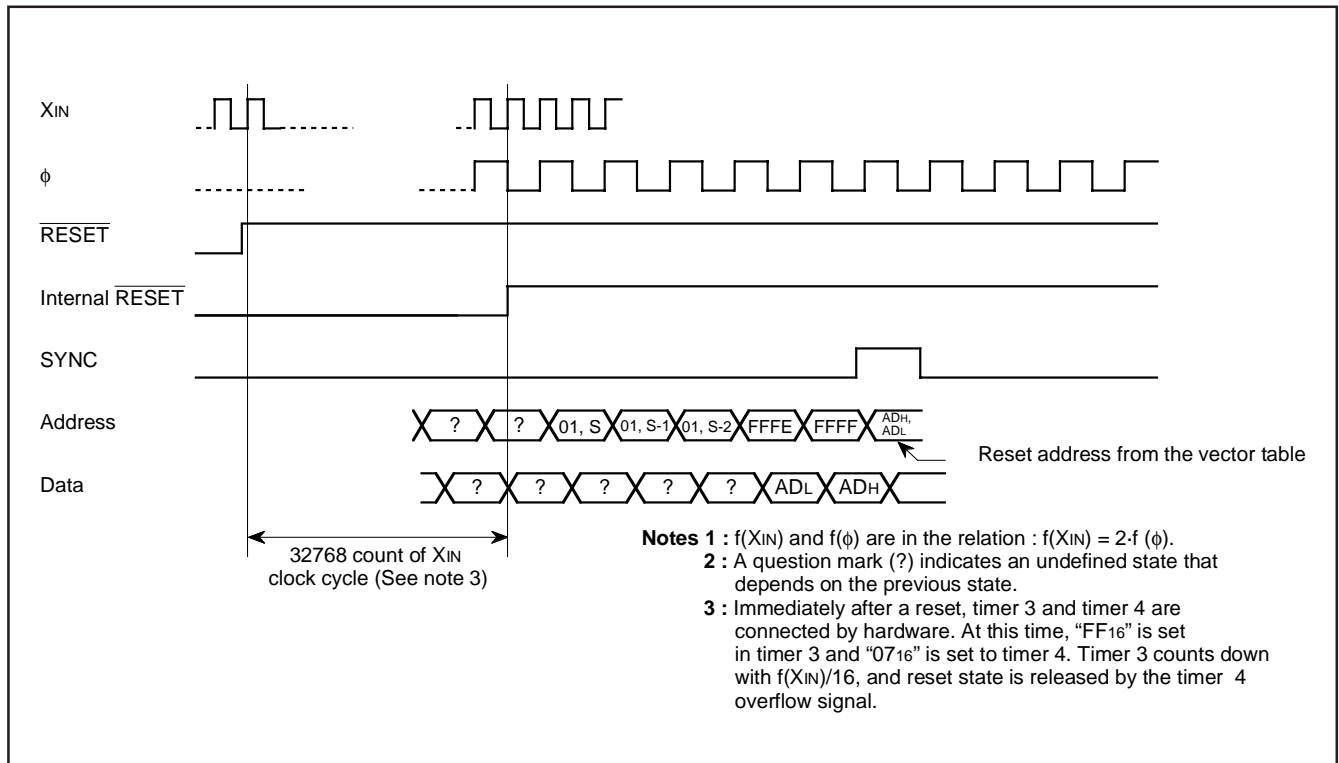 XIN
ϕ
RESET
Internal RESET
SYNC
Address
? ? 01, S 01, S-1 01, S-2 FFFE FFFF ADH,
ADL
Reset address from the vector table
Data
? ? ? ? ? ADL ADH
32768 count of XIN
clock cycle (See note 3)
Notes 1 : f(XIN) and f(ϕ) are in the relation : f(XIN) = 2·f (ϕ).
2 : A question mark (?) indicates an undefined state that
depends on the previous state.
3 : Immediately after a reset, timer 3 and timer 4 are
connected by hardware. At this time, “FF16” is set
in timer 3 and “0716” is set to timer 4. Timer 3 counts down
with f(XIN)/16, and reset state is released by the timer 4
overflow signal.